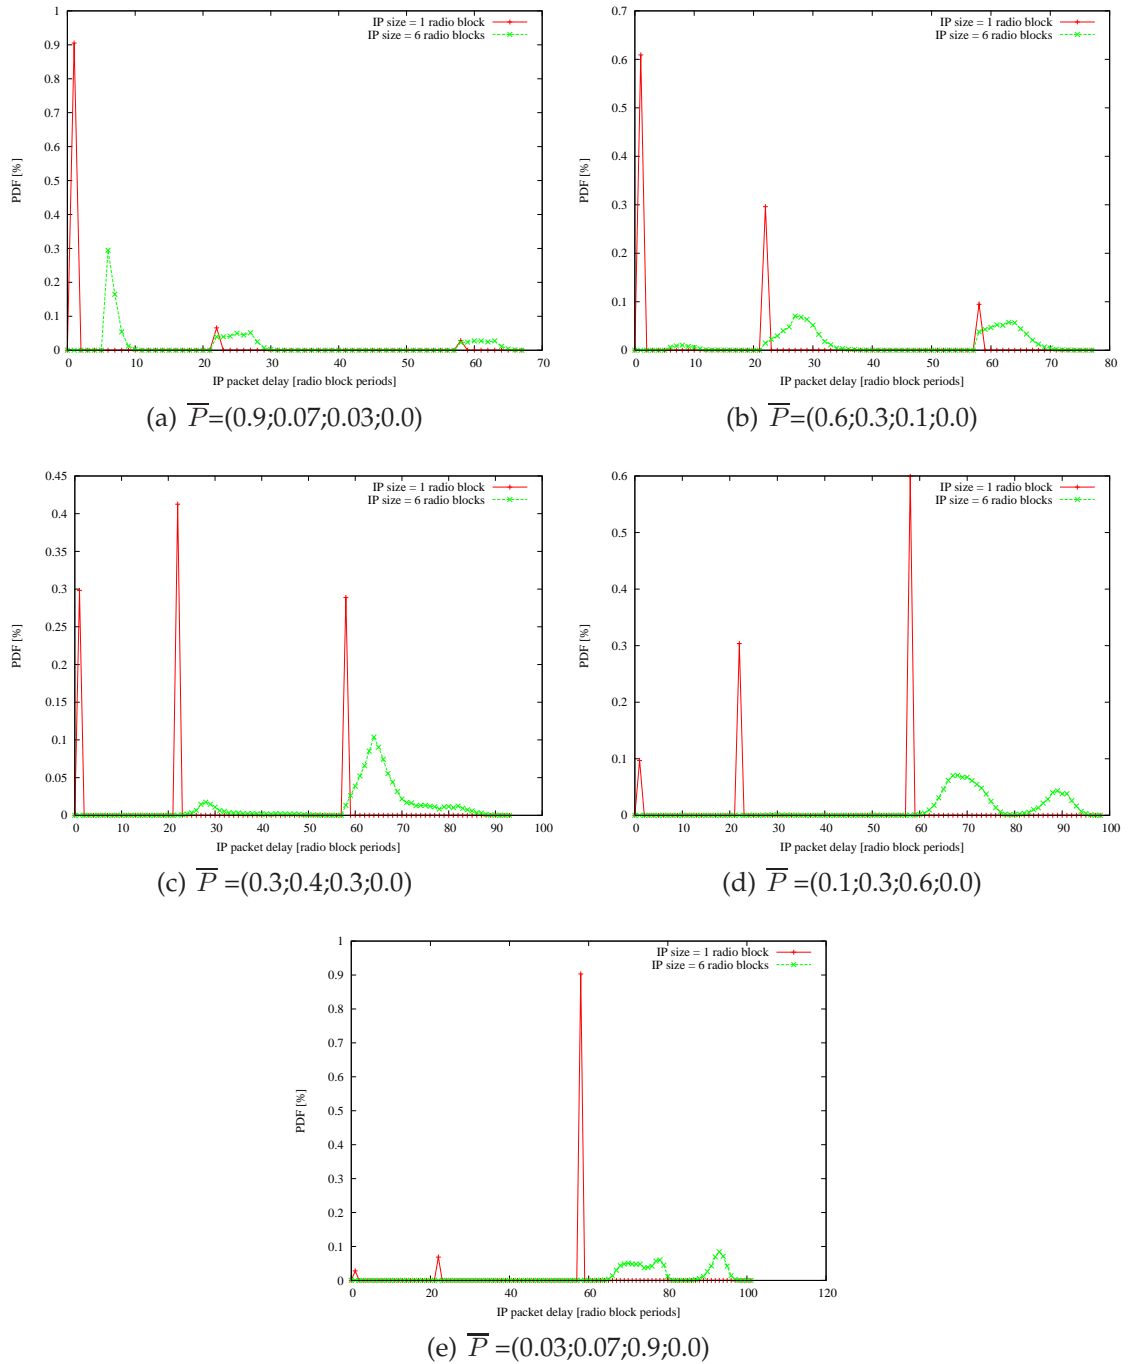 IP size = 1 radio block
IP size = 6 radio blocks
1
0.9
0.8
0.7
0.6
0.5
0.4
0.3
0.2
0.1
0
PDF [%]
0 10 20 30 40 50 60 70
IP packet delay [radio block periods]
(a) P=(0.9;0.07;0.03;0.0)
IP size = 1 radio block
IP size = 6 radio blocks
0.7
0.6
0.5
0.4
0.3
0.2
0.1
0
PDF [%]
0 10 20 30 40 50 60 70 80
IP packet delay [radio block periods]
(b) P=(0.6;0.3;0.1;0.0)
IP size = 1 radio block
IP size = 6 radio blocks
0.45
0.4
0.35
0.3
0.25
0.2
0.15
0.1
0.05
0
PDF [%]
0 10 20 30 40 50 60 70 80 90 100
IP packet delay [radio block periods]
(c) P =(0.3;0.4;0.3;0.0)
IP size = 1 radio block
IP size = 6 radio blocks
0.6
0.5
0.4
0.3
0.2
0.1
0
PDF [%]
0 10 20 30 40 50 60 70 80 90 100
IP packet delay [radio block periods]
(d) P =(0.1;0.3;0.6;0.0)
IP size = 1 radio block
IP size = 6 radio blocks
1
0.9
0.8
0.7
0.6
0.5
0.4
0.3
0.2
0.1
0
PDF [%]
0 20 40 60 80 100 120
IP packet delay [radio block periods]
(e) P =(0.03;0.07;0.9;0.0)